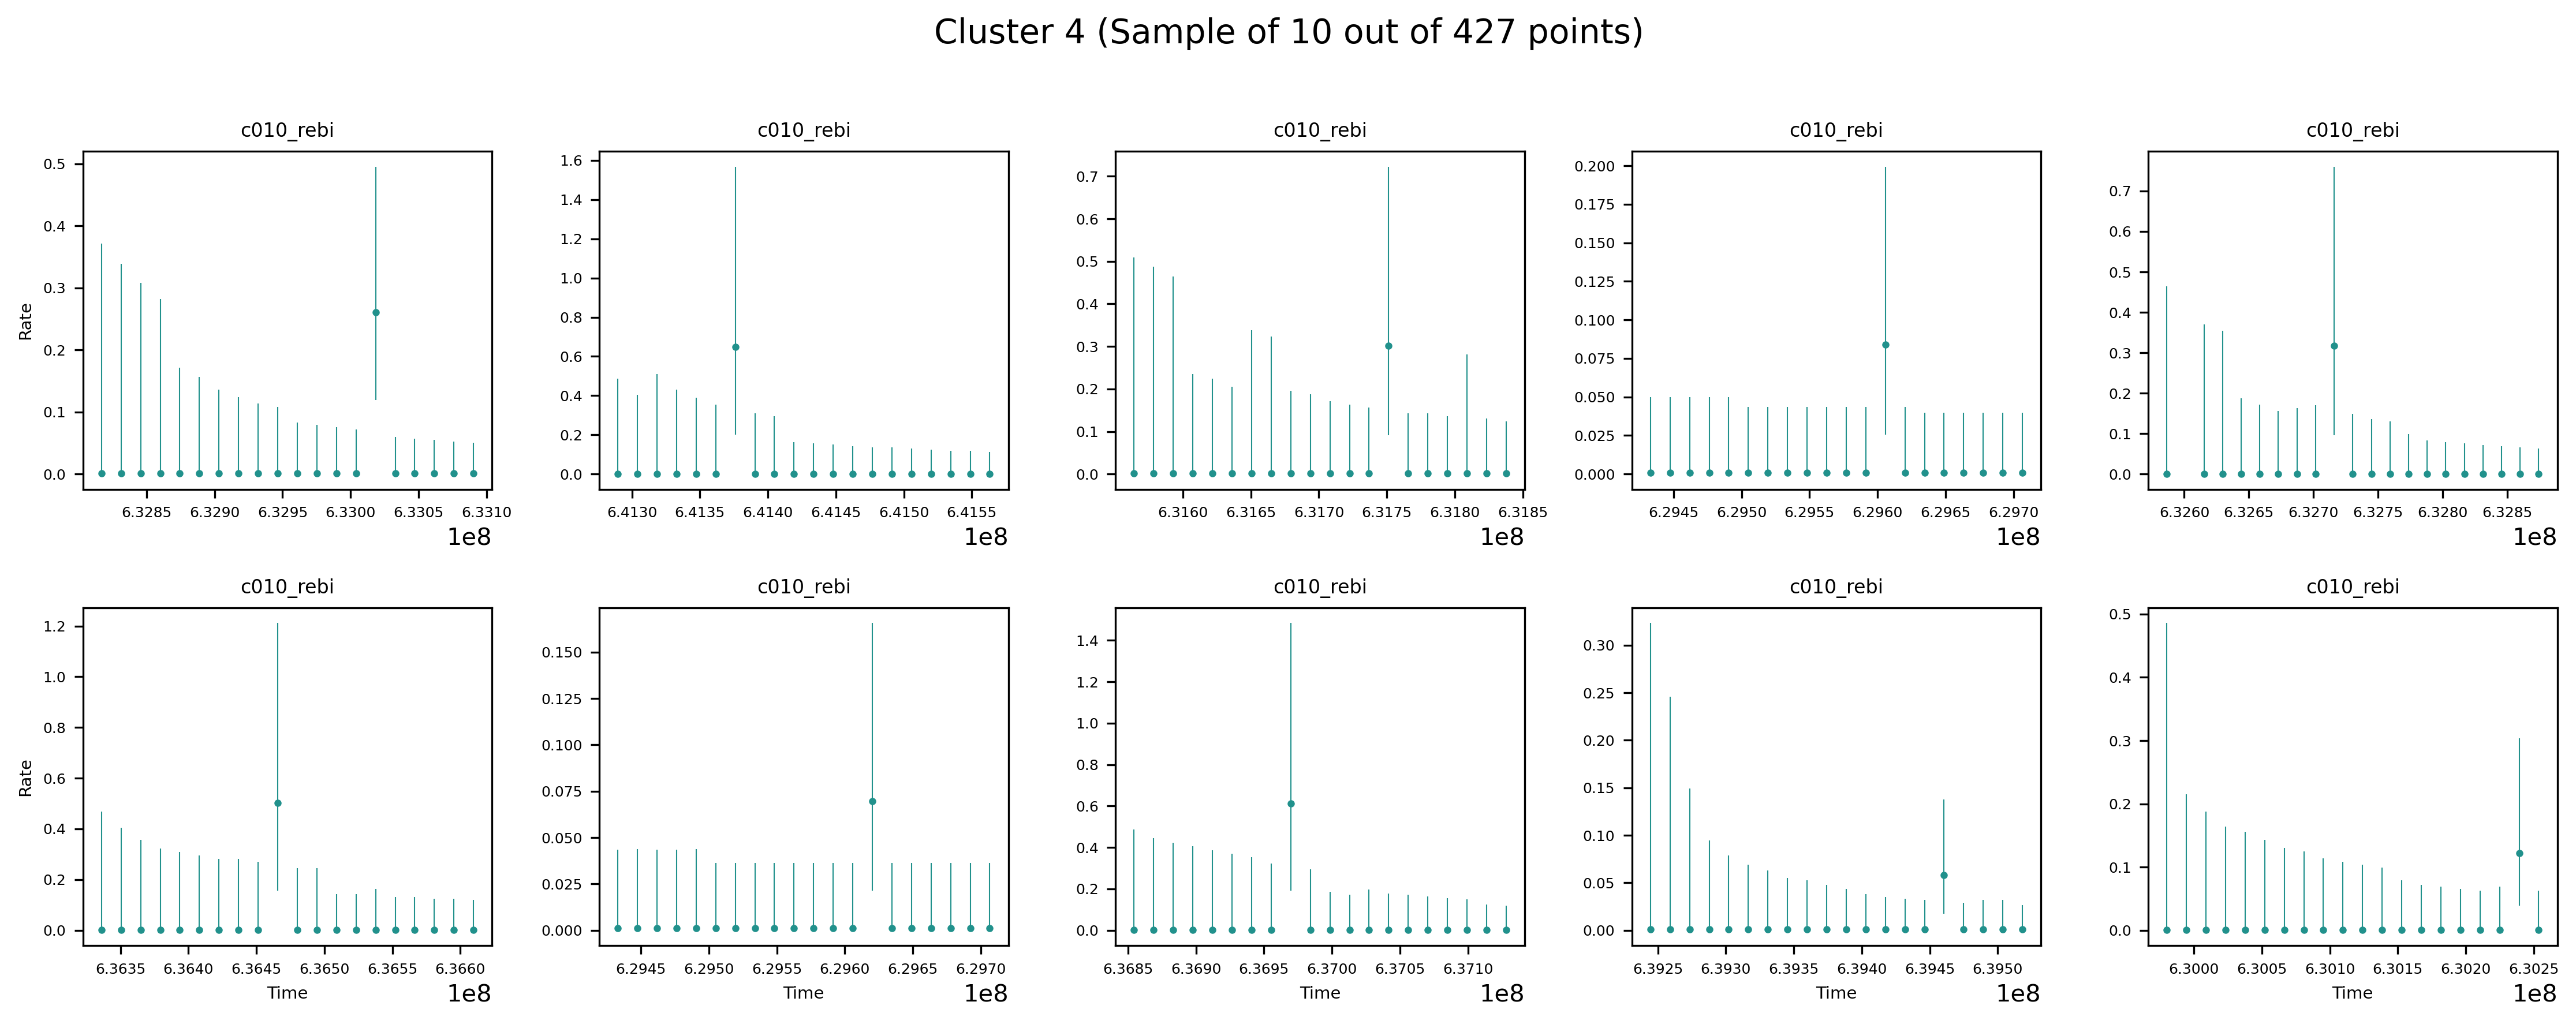 Cluster 4 (Sample of 10 out of 427 points)
c010_rebi c010_rebi c010_rebi c010_rebi c010_rebi
Rate
0.5
0.4
0.3
0.2
0.1
0.0
6.3285 6.3290 6.3295 6.3300 6.3305 6.3310
1e8
1.6
1.4
1.2
1.0
0.8
0.6
0.4
0.2
0.0
6.4130 6.4135 6.4140 6.4145 6.4150 6.4155
1e8
0.7
0.6
0.5
0.4
0.3
0.2
0.1
0.0
6.3160 6.3165 6.3170 6.3175 6.3180 6.3185
1e8
0.200
0.175
0.150
0.125
0.100
0.075
0.050
0.025
0.000
6.2945 6.2950 6.2955 6.2960 6.2965 6.2970
1e8
0.7
0.6
0.5
0.4
0.3
0.2
0.1
0.0
6.3260 6.3265 6.3270 6.3275 6.3280 6.3285
1e8
c010_rebi c010_rebi c010_rebi c010_rebi c010_rebi
Rate
1.2
1.0
0.8
0.6
0.4
0.2
0.0
6.3635 6.3640 6.3645 6.3650 6.3655 6.3660
Time
1e8
0.150
0.125
0.100
0.075
0.050
0.025
0.000
6.2945 6.2950 6.2955 6.2960 6.2965 6.2970
Time
1e8
1.4
1.2
1.0
0.8
0.6
0.4
0.2
0.0
6.3685 6.3690 6.3695 6.3700 6.3705 6.3710
Time
1e8
0.30
0.25
0.20
0.15
0.10
0.05
0.00
6.3925 6.3930 6.3935 6.3940 6.3945 6.3950
Time
1e8
0.5
0.4
0.3
0.2
0.1
0.0
6.3000 6.3005 6.3010 6.3015 6.3020 6.3025
Time
1e8